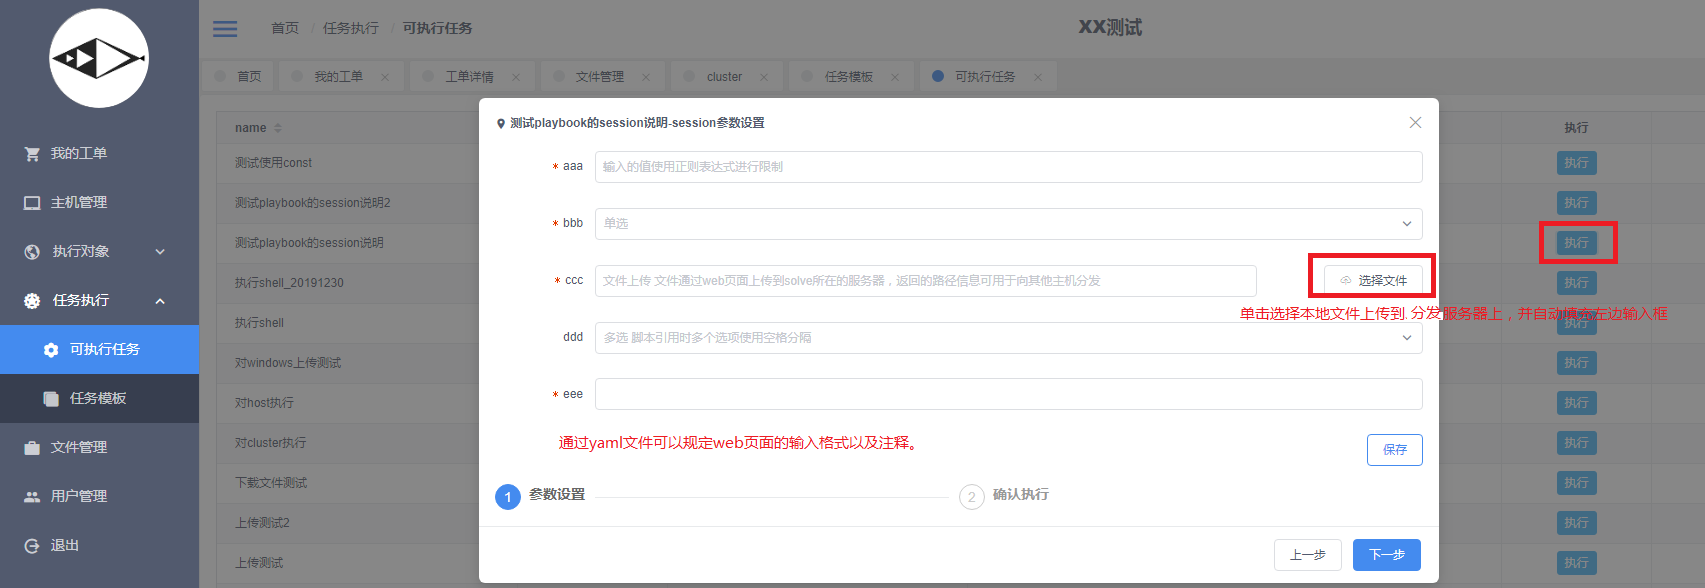 首页 / 任务执行 / 可执行任务
XX测试
首页
我的工单
工单详情
文件管理
cluster
任务模板
可执行任务
我的工单
主机管理
执行对象
任务执行
可执行任务
任务模板
文件管理
用户管理
退出
name
执行
测试使用const
执行
测试playbook的session说明2
执行
测试playbook的session说明
执行
执行shell_20191230
执行
执行shell
执行
对windows上传测试
执行
对host执行
执行
对cluster执行
执行
下载文件测试
执行
上传测试2
执行
上传测试
执行
测试playbook的session说明-session参数设置
* aaa
输入的值使用正则表达式进行限制
* bbb
单选
* ccc
文件上传 文件通过web页面上传到solve所在的服务器，返回的路径信息可用于向其他主机分发
选择文件
单击选择本地文件上传到.分发服务器上，并自动填充左边输入框
ddd
多选 脚本引用时多个选项使用空格分隔
* eee
通过yaml文件可以规定web页面的输入格式以及注释。
保存
1 参数设置
2 确认执行
上一步
下一步